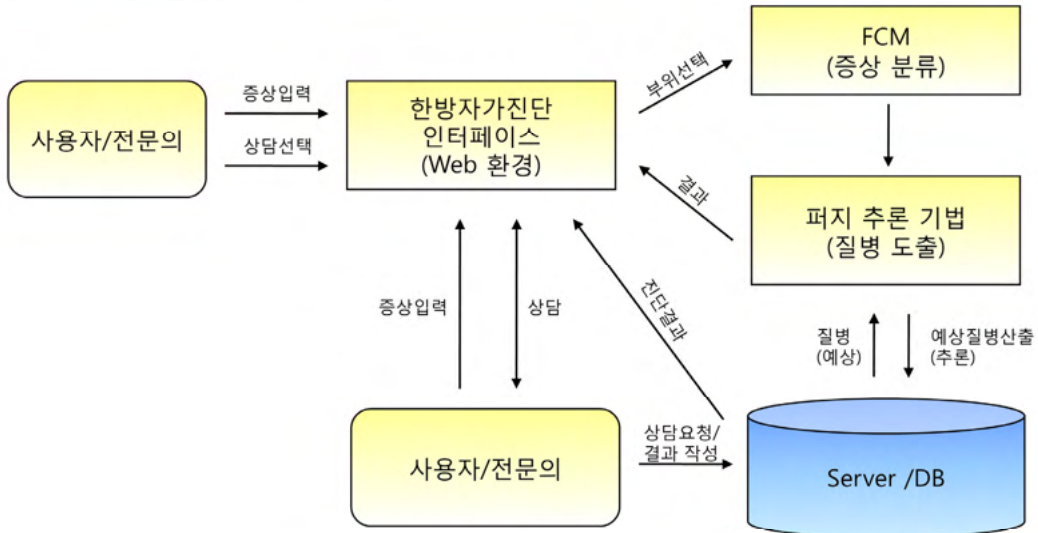 FCM
(증상 분류)
부위선택
사용자/전문의
증상입력
상담선택
한방자가진단
인터페이스
(Web 환경)
결과
퍼지 추론 기법
(질병 도출)
증상입력
상담
진단결과
질병
(예상)
예상질병산출
(추론)
사용자/전문의
상담요청/
결과 작성
Server /DB